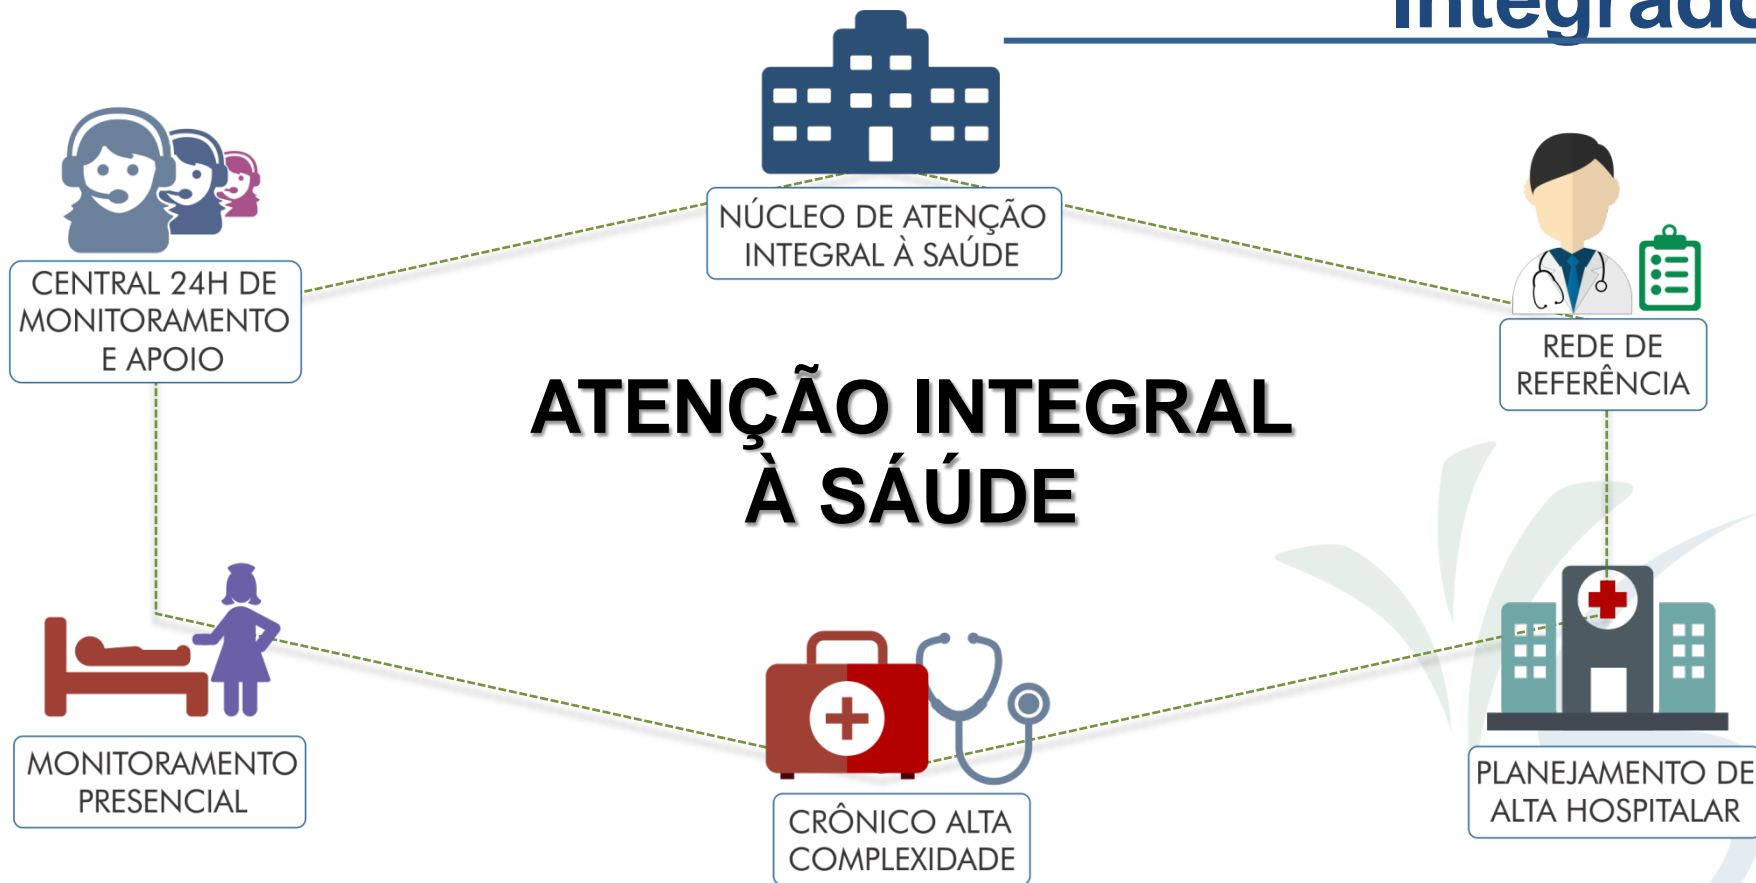 Integrado
NÚCLEO DE ATENÇÃO
INTEGRAL À SAÚDE
CENTRAL 24H DE
MONITORAMENTO
E APOIO
REDE DE
REFERÊNCIA
ATENÇÃO INTEGRAL
À SÁÚDE
MONITORAMENTO
PRESENCIAL
CRÔNICO ALTA
COMPLEXIDADE
PLANEJAMENTO DE
ALTA HOSPITALAR